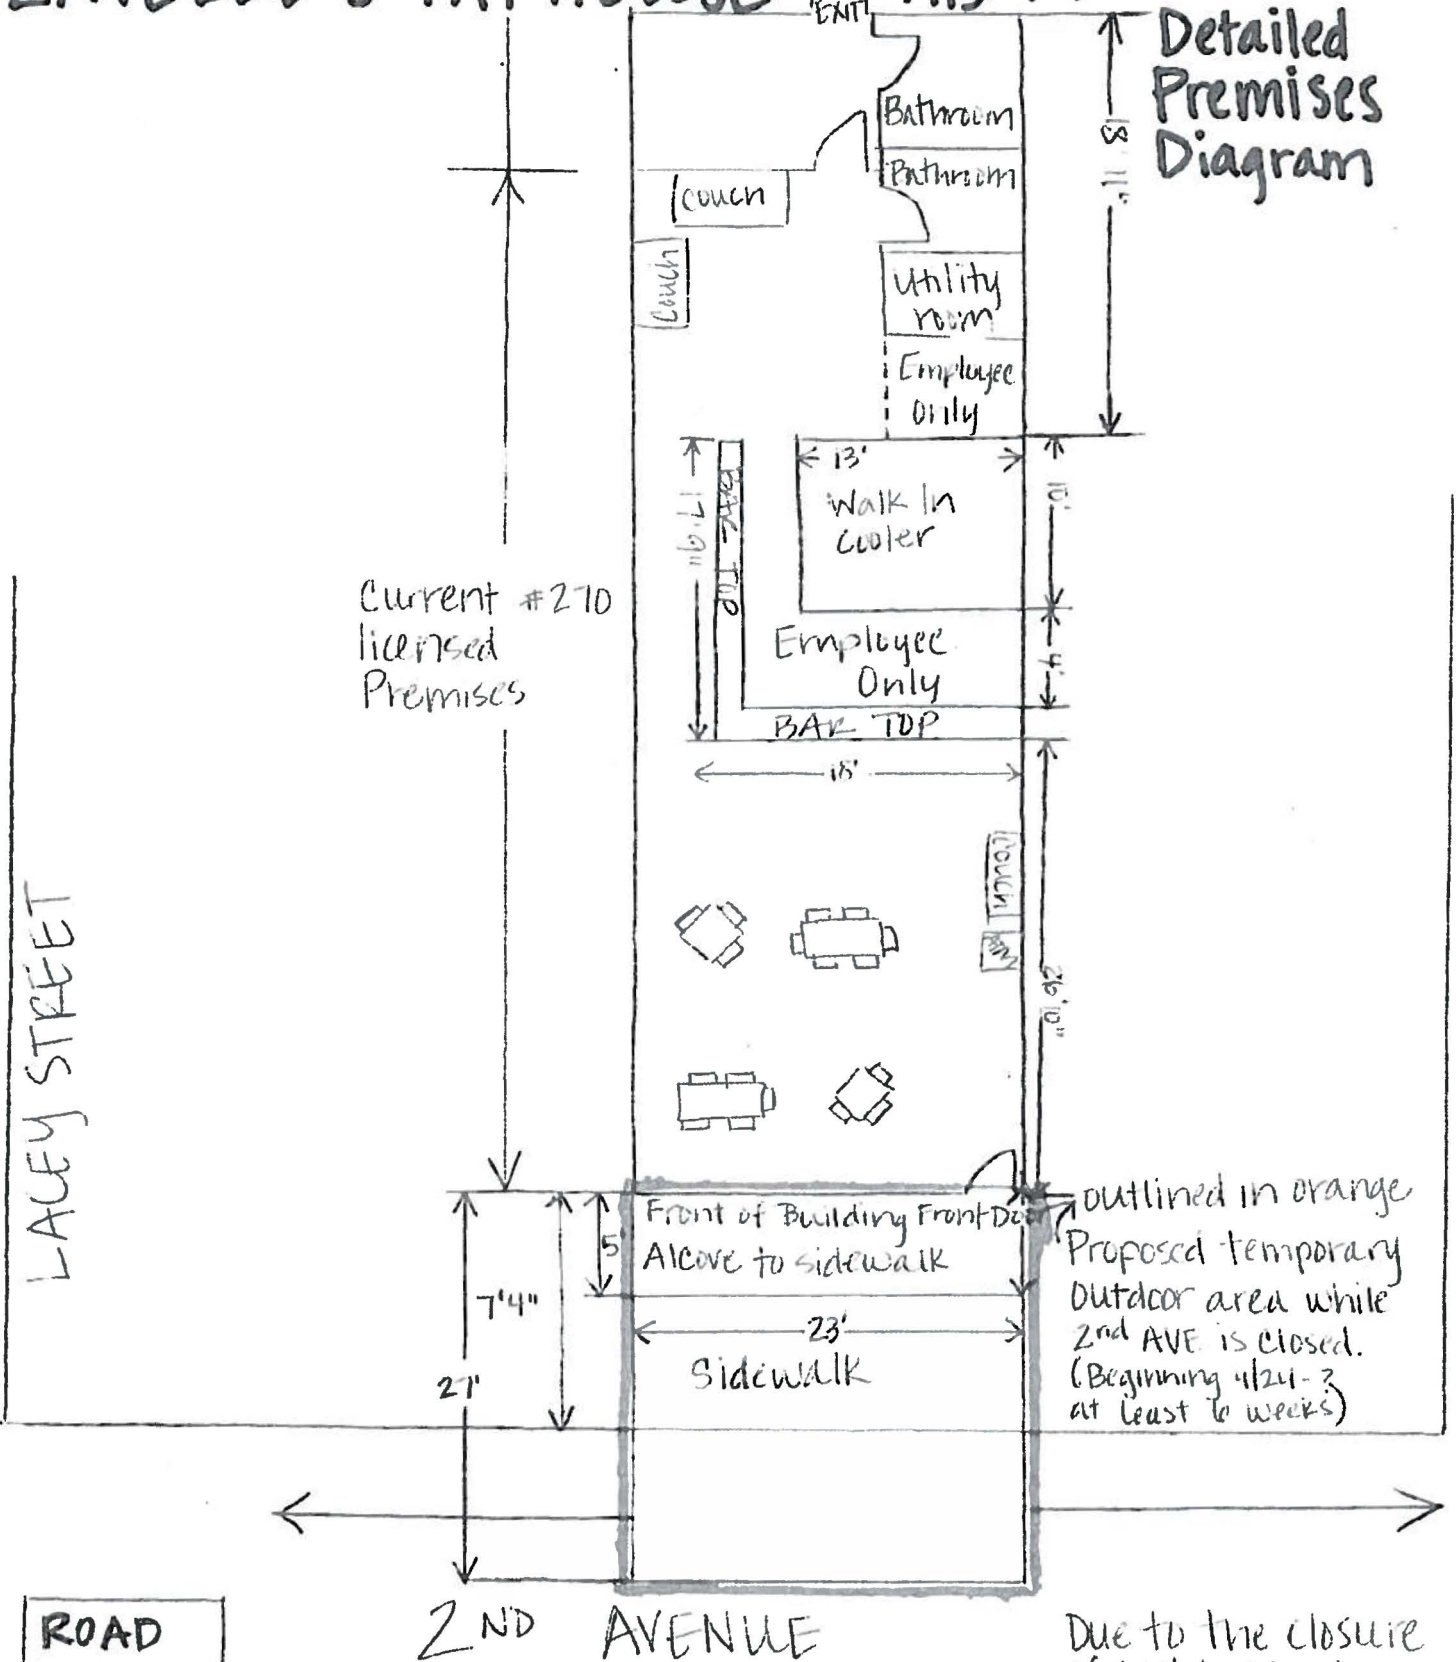 EXIT
Detailed
Premises
Diagram
18' 11"
Bathroom
Bathroom
Couch
Couch
Utility
room
Employee
Only
13'
Walk In
Cooler
10'
17'9"
BAR TOP
Current #270
licensed
Premises
Employee
Only
4'
BAR TOP
18'
Couch
26'10"
LACEY STREET
Front of Building Front Door
Alcove to sidewalk
5'
7'4"
23'
Sidewalk
27'
outlined in orange
Proposed temporary
Outdoor area while
2nd AVE is closed.
(Beginning 4/24-?
at least 6 weeks)
ROAD
2ND AVENUE
Due to the closure